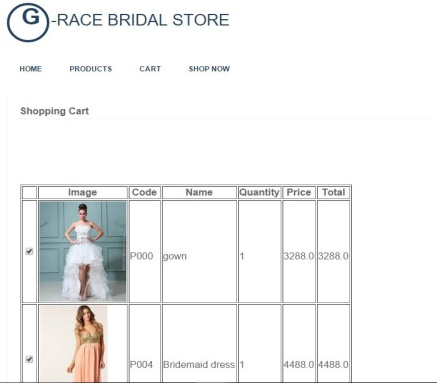 G-RACE BRIDAL STORE
HOME PRODUCTS CART SHOP NOW
Shopping Cart
Image Code Name Quantity Price Total
P000 gown 1 3288.0 3288.0
P004 Bridemaid dress 1 4488.0 4488.0